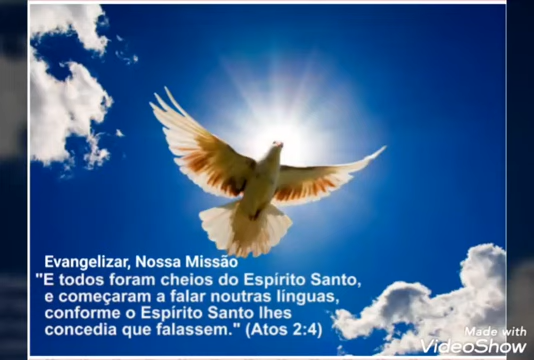 Evangelizar, Nossa Missão
"E todos foram cheios do Espírito Santo,
e começaram a falar noutras línguas,
conforme o Espírito Santo lhes
concedia que falassem." (Atos 2:4)
Made with
VideoShow